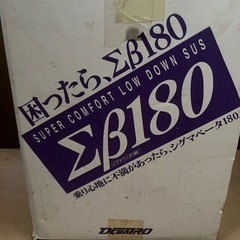 困ったら、Σβ180
SUPER COMFORT LOW DOWN SUS
Σβ180
乗り心地に不満があったら、シグマベータ180